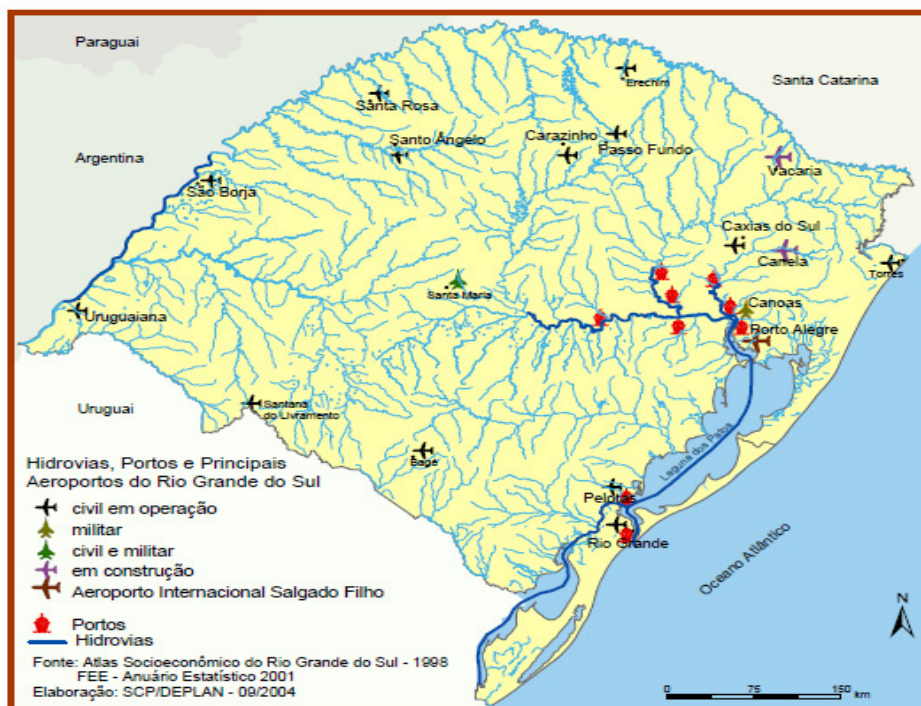 Paraguai
Santa Catarina
Erechim
Santa Rosa
Argentina
Santo Ângelo
Carazinho
Passo Fundo
Vacaria
São Borja
Caxias do Sul
Canela
Torres
Santa Maria
Canoas
Uruguaiana
Porto Alegre
Uruguai
Santana
do Livramento
Bagé
Laguna dos Patos
Pelotas
Rio Grande
Oceano Atlântico
Hidrovias, Portos e Principais
Aeroportos do Rio Grande do Sul
civil em operação
militar
civil e militar
em construção
Aeroporto Internacional Salgado Filho
Portos
Hidrovias
Fonte: Atlas Socioeconômico do Rio Grande do Sul - 1998
FEE - Anuário Estatístico 2001
Elaboração: SCP/DEPLAN - 09/2004
N
0 75 150
km